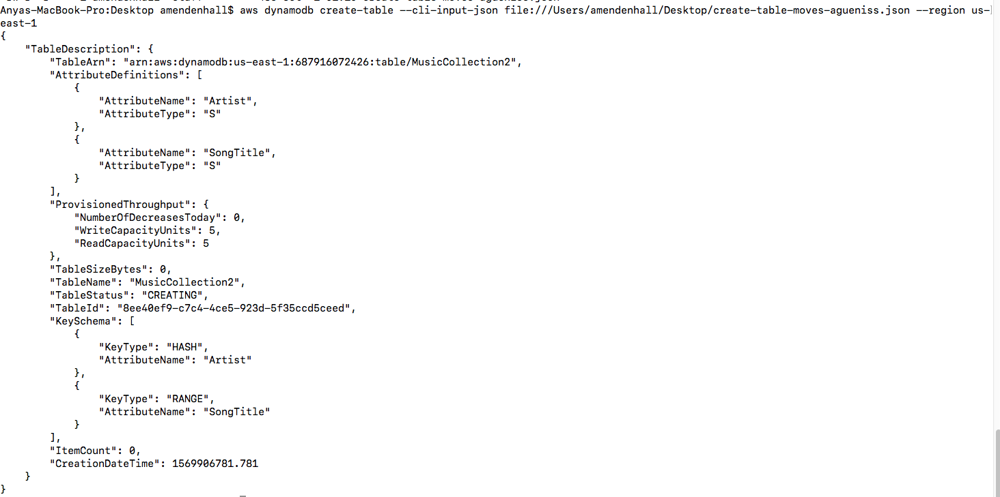 Anyas-MacBook-Pro:Desktop amendenhall$ aws dynamodb create-table --cli-input-json file:///Users/amendenhall/Desktop/create-table-moves-agueniss.json --region us-
east-1
{
    "TableDescription": {
        "TableArn": "arn:aws:dynamodb:us-east-1:687916072426:table/MusicCollection2",
        "AttributeDefinitions": [
            {
                "AttributeName": "Artist",
                "AttributeType": "S"
            },
            {
                "AttributeName": "SongTitle",
                "AttributeType": "S"
            }
        ],
        "ProvisionedThroughput": {
            "NumberOfDecreasesToday": 0,
            "WriteCapacityUnits": 5,
            "ReadCapacityUnits": 5
        },
        "TableSizeBytes": 0,
        "TableName": "MusicCollection2",
        "TableStatus": "CREATING",
        "TableId": "8ee40ef9-c7c4-4ce5-923d-5f35ccd5ceed",
        "KeySchema": [
            {
                "KeyType": "HASH",
                "AttributeName": "Artist"
            },
            {
                "KeyType": "RANGE",
                "AttributeName": "SongTitle"
            }
        ],
        "ItemCount": 0,
        "CreationDateTime": 1569906781.781
    }
}